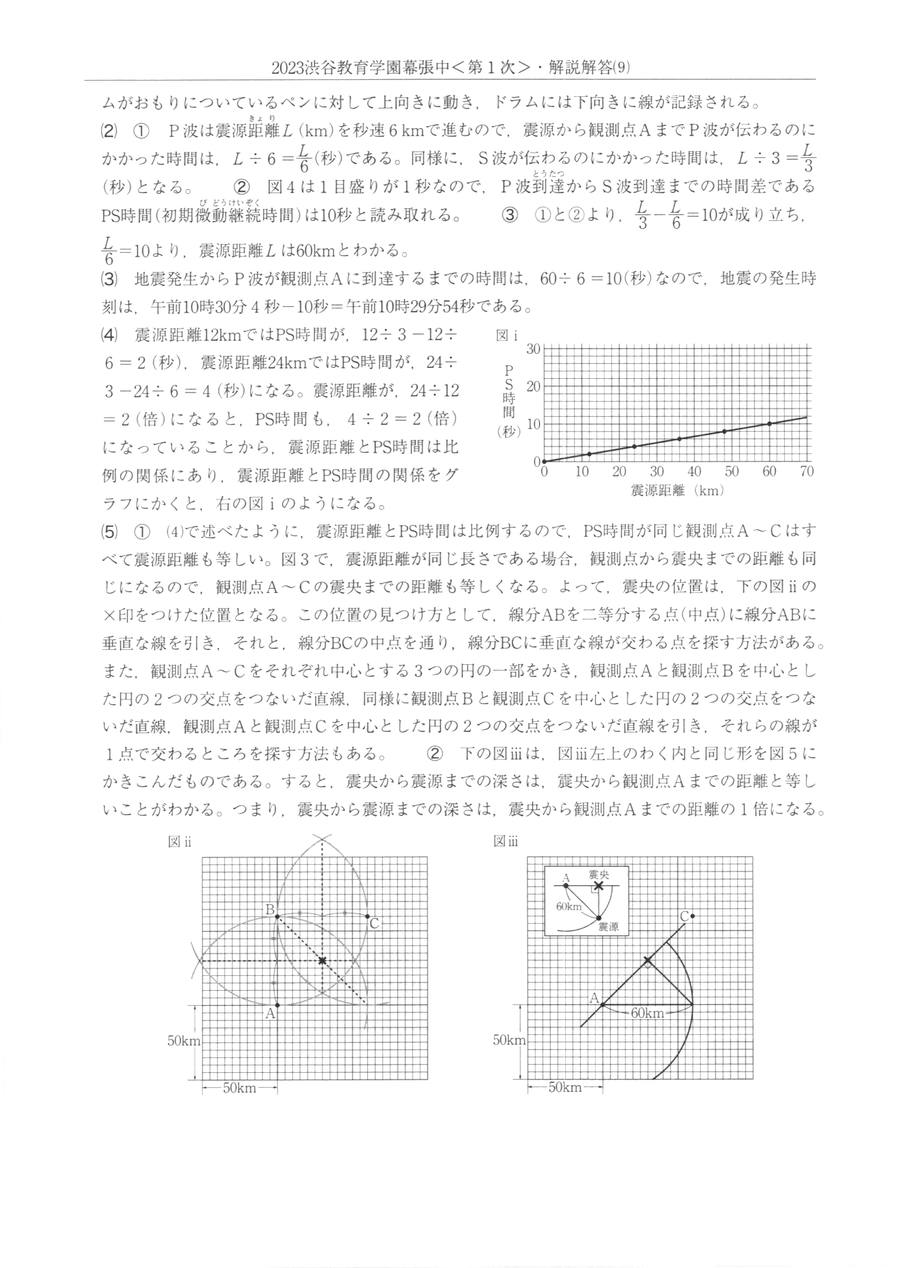 2023渋谷教育学園幕張中＜第１次＞・解説解答(9)
ムがおもりについているペンに対して上向きに動き，ドラムには下向きに線が記録される。
⑵　①　Ｐ波は震源距離Ｌ(km)を秒速６kmで進むので，震源から観測点ＡまでＰ波が伝わるのに
かかった時間は，Ｌ÷６＝L/6(秒)である。同様に，Ｓ波が伝わるのにかかった時間は，Ｌ÷３＝L/3
(秒)となる。　②　図４は１目盛りが１秒なので，Ｐ波到達からＳ波到達までの時間差である
PS時間(初期微動継続時間)は10秒と読み取れる。　③　①と②より，L/3－L/6＝10が成り立ち，
L/6＝10より，震源距離Ｌは60kmとわかる。
⑶　地震発生からＰ波が観測点Ａに到達するまでの時間は，60÷６＝10(秒)なので，地震の発生時
刻は，午前10時30分４秒－10秒＝午前10時29分54秒である。
⑷　震源距離12kmではPS時間が，12÷３－12÷
６＝２(秒)，震源距離24kmではPS時間が，24÷
３－24÷６＝４(秒)になる。震源距離が，24÷12
＝２(倍)になると，PS時間も，４÷２＝２(倍)
になっていることから，震源距離とPS時間は比
例の関係にあり，震源距離とPS時間の関係をグ
ラフにかくと，右の図ⅰのようになる。
図ⅰ
PS時間(秒)
30
20
10
0
0 10 20 30 40 50 60 70
震源距離（km）
⑸　①　⑷で述べたように，震源距離とPS時間は比例するので，PS時間が同じ観測点Ａ～Ｃはす
べて震源距離も等しい。図３で，震源距離が同じ長さである場合，観測点から震央までの距離も同
じになるので，観測点Ａ～Ｃの震央までの距離も等しくなる。よって，震央の位置は，下の図ⅱの
×印をつけた位置となる。この位置の見つけ方として，線分ABを二等分する点(中点)に線分ABに
垂直な線を引き，それと，線分BCの中点を通り，線分BCに垂直な線が交わる点を探す方法がある。
また，観測点Ａ～Ｃをそれぞれ中心とする３つの円の一部をかき，観測点Ａと観測点Ｂを中心とし
た円の２つの交点をつないだ直線，同様に観測点Ｂと観測点Ｃを中心とした円の２つの交点をつな
いだ直線，観測点Ａと観測点Ｃを中心とした円の２つの交点をつないだ直線を引き，それらの線が
１点で交わるところを探す方法もある。　②　下の図ⅲは，図ⅲ左上のわく内と同じ形を図５に
かきこんだものである。すると，震央から震源までの深さは，震央から観測点Ａまでの距離と等し
いことがわかる。つまり，震央から震源までの深さは，震央から観測点Ａまでの距離の１倍になる。
図ⅱ
B
C
A
50km
50km
図ⅲ
A
震央
60km
震源
C
A
60km
50km
50km